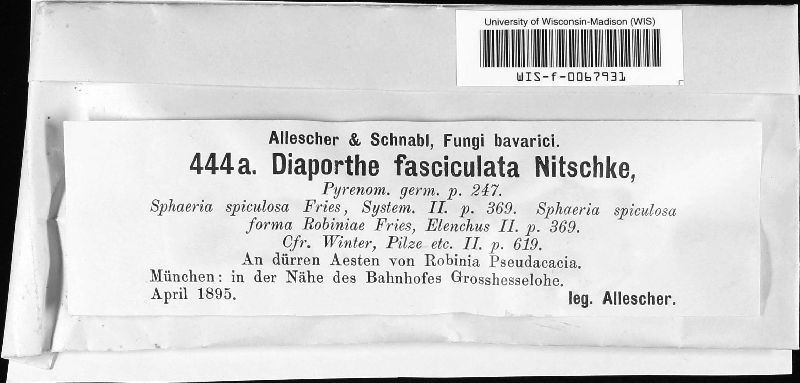 University of Wisconsin-Madison (WIS)
WIS-f-0067931
Allescher & Schnabl, Fungi bavarici.
444a. Diaporthe fasciculata Nitschke,
Pyrenom. germ. p. 247.
Sphaeria spiculosa Fries, System. II. p. 369. Sphaeria spiculosa
forma Robiniae Fries, Elenchus II. p. 369.
Cfr. Winter, Pilze etc. II. p. 619.
An dürren Aesten von Robinia Pseudacacia.
München: in der Nähe des Bahnhofes Grosshesselohe.
April 1895. leg. Allescher.